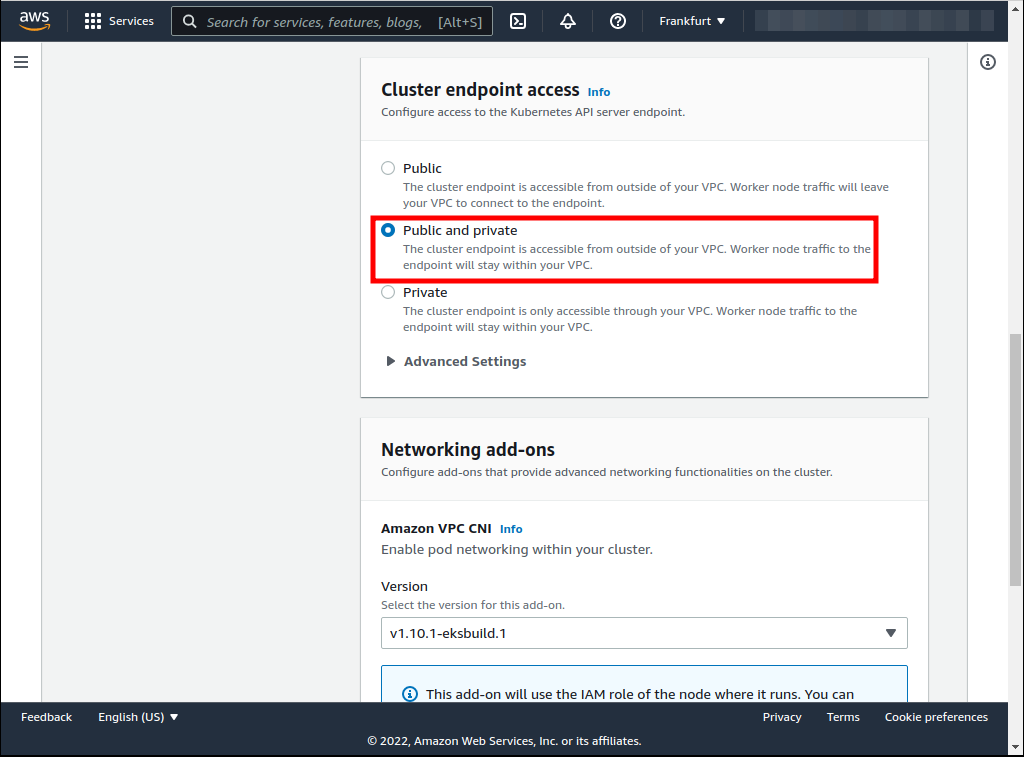 aws Services Search for services, features, blogs, [Alt+S] Frankfurt
Cluster endpoint access Info
Configure access to the Kubernetes API server endpoint.
Public
The cluster endpoint is accessible from outside of your VPC. Worker node traffic will leave
your VPC to connect to the endpoint.
Public and private
The cluster endpoint is accessible from outside of your VPC. Worker node traffic to the
endpoint will stay within your VPC.
Private
The cluster endpoint is only accessible through your VPC. Worker node traffic to the
endpoint will stay within your VPC.
Advanced Settings
Networking add-ons
Configure add-ons that provide advanced networking functionalities on the cluster.
Amazon VPC CNI Info
Enable pod networking within your cluster.
Version
Select the version for this add-on.
v1.10.1-eksbuild.1
This add-on will use the IAM role of the node where it runs. You can
Feedback English (US) Privacy Terms Cookie preferences
© 2022, Amazon Web Services, Inc. or its affiliates.